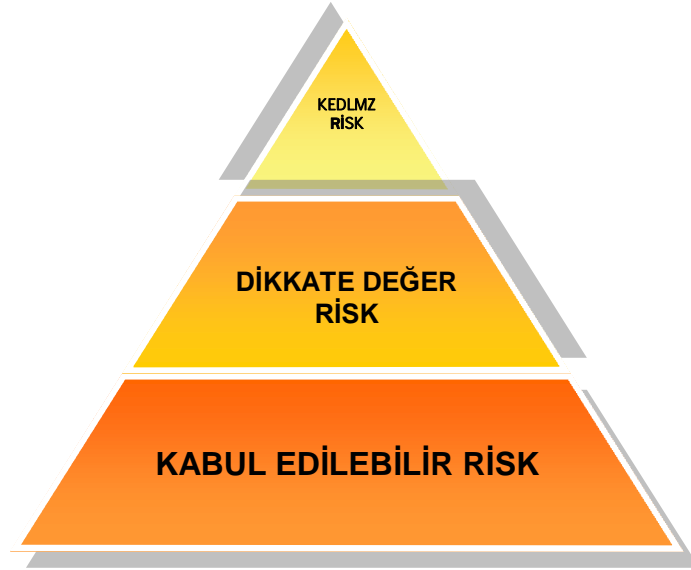 KEDLMZ
RİSK
DİKKATE DEĞER
RİSK
KABUL EDİLEBİLİR RİSK